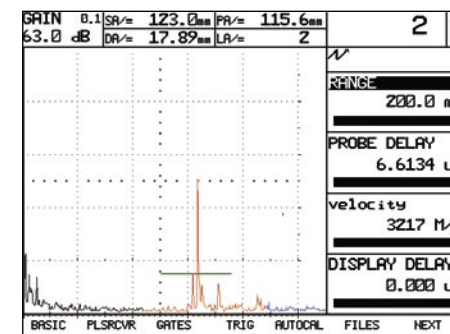 GAIN 0.1 SA/= 123.0mm PA/= 115.6mm 2
63.0 dB DA/= 17.89mm LA/= 2
RANGE
200.0 m
PROBE DELAY
6.6134 u
velocity
3217 M/
DISPLAY DELAY
0.000 u
BASIC PLSRCVR GATES TRIG AUTOCAL FILES NEXT